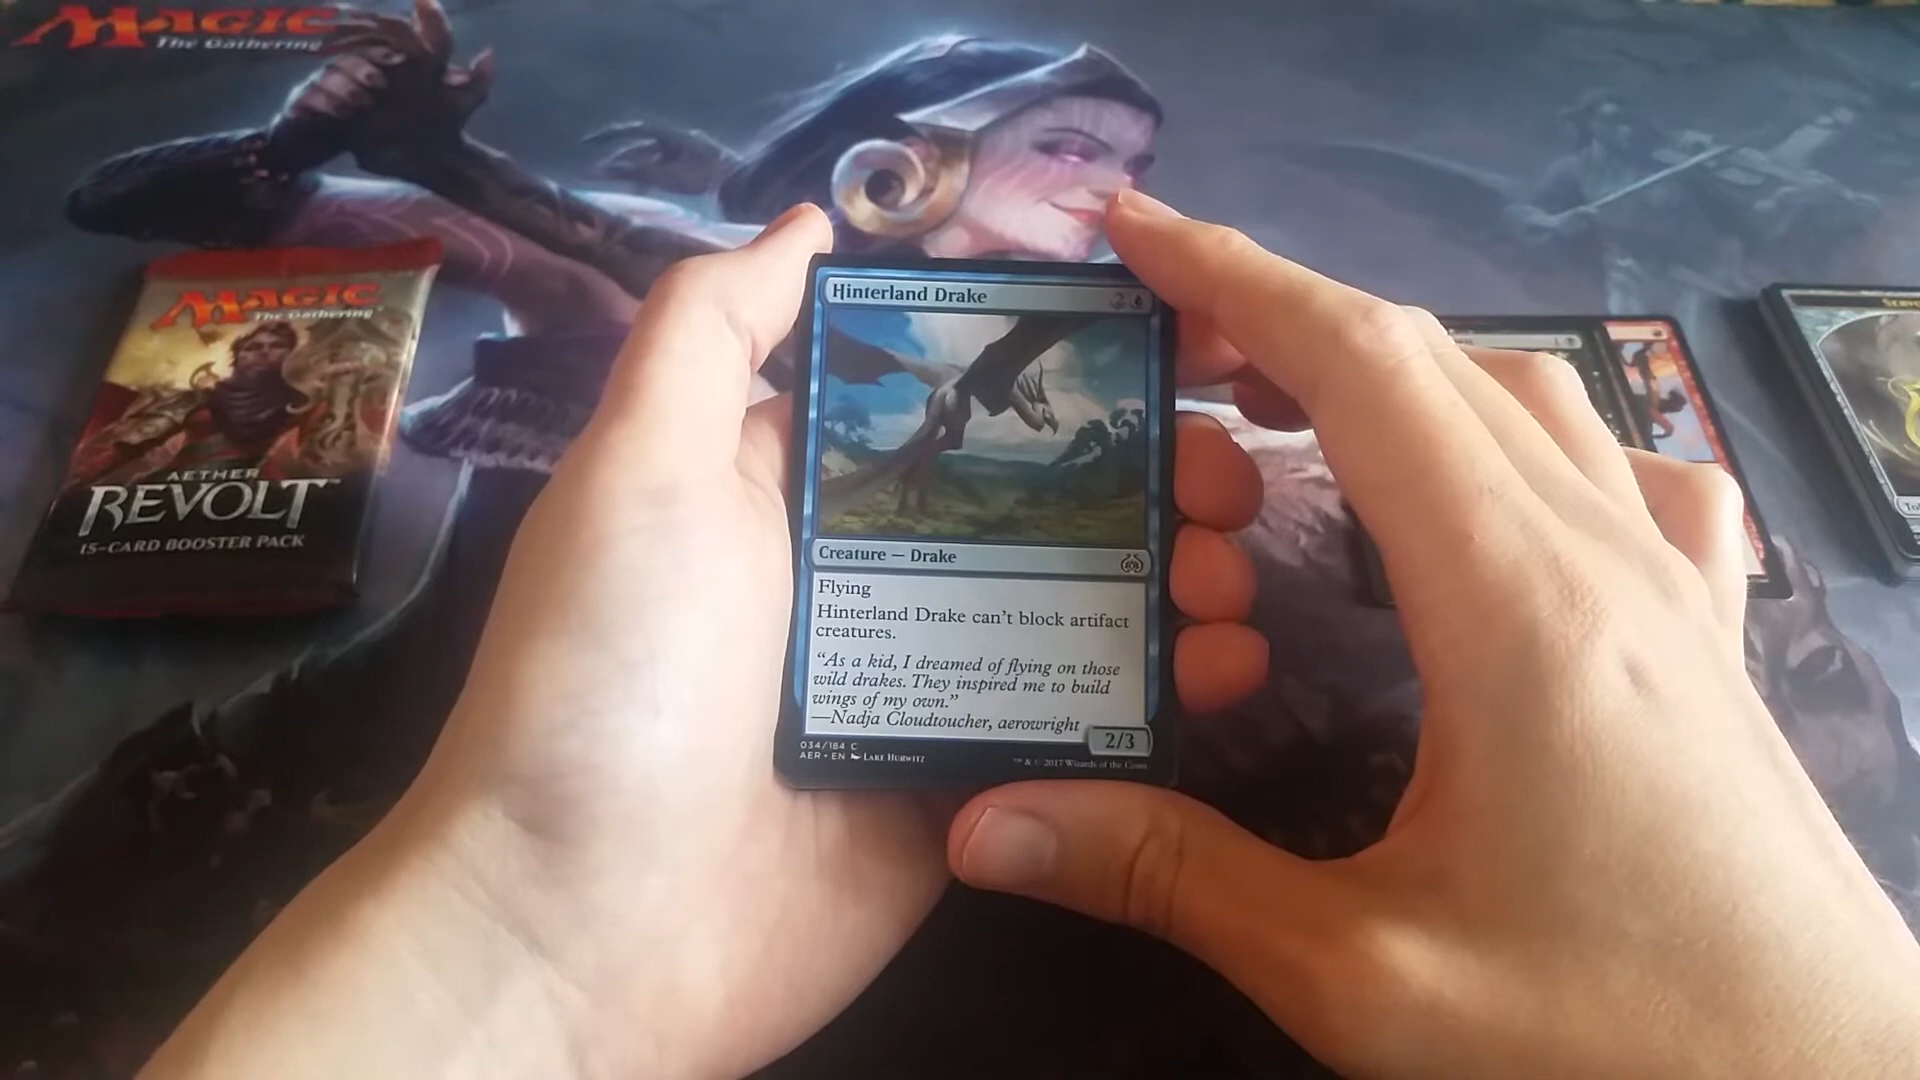 MAGIC
The Gathering
MAGIC
The Gathering
AETHER
REVOLT™
15-CARD BOOSTER PACK
Hinterland Drake
2
Creature — Drake
Flying
Hinterland Drake can't block artifact
creatures.
“As a kid, I dreamed of flying on those
wild drakes. They inspired me to build
wings of my own.”
—Nadja Cloudtoucher, aerowright
2/3
034/184 C
AER • EN LAKE HURWITZ
™ & © 2017 Wizards of the Coast
1